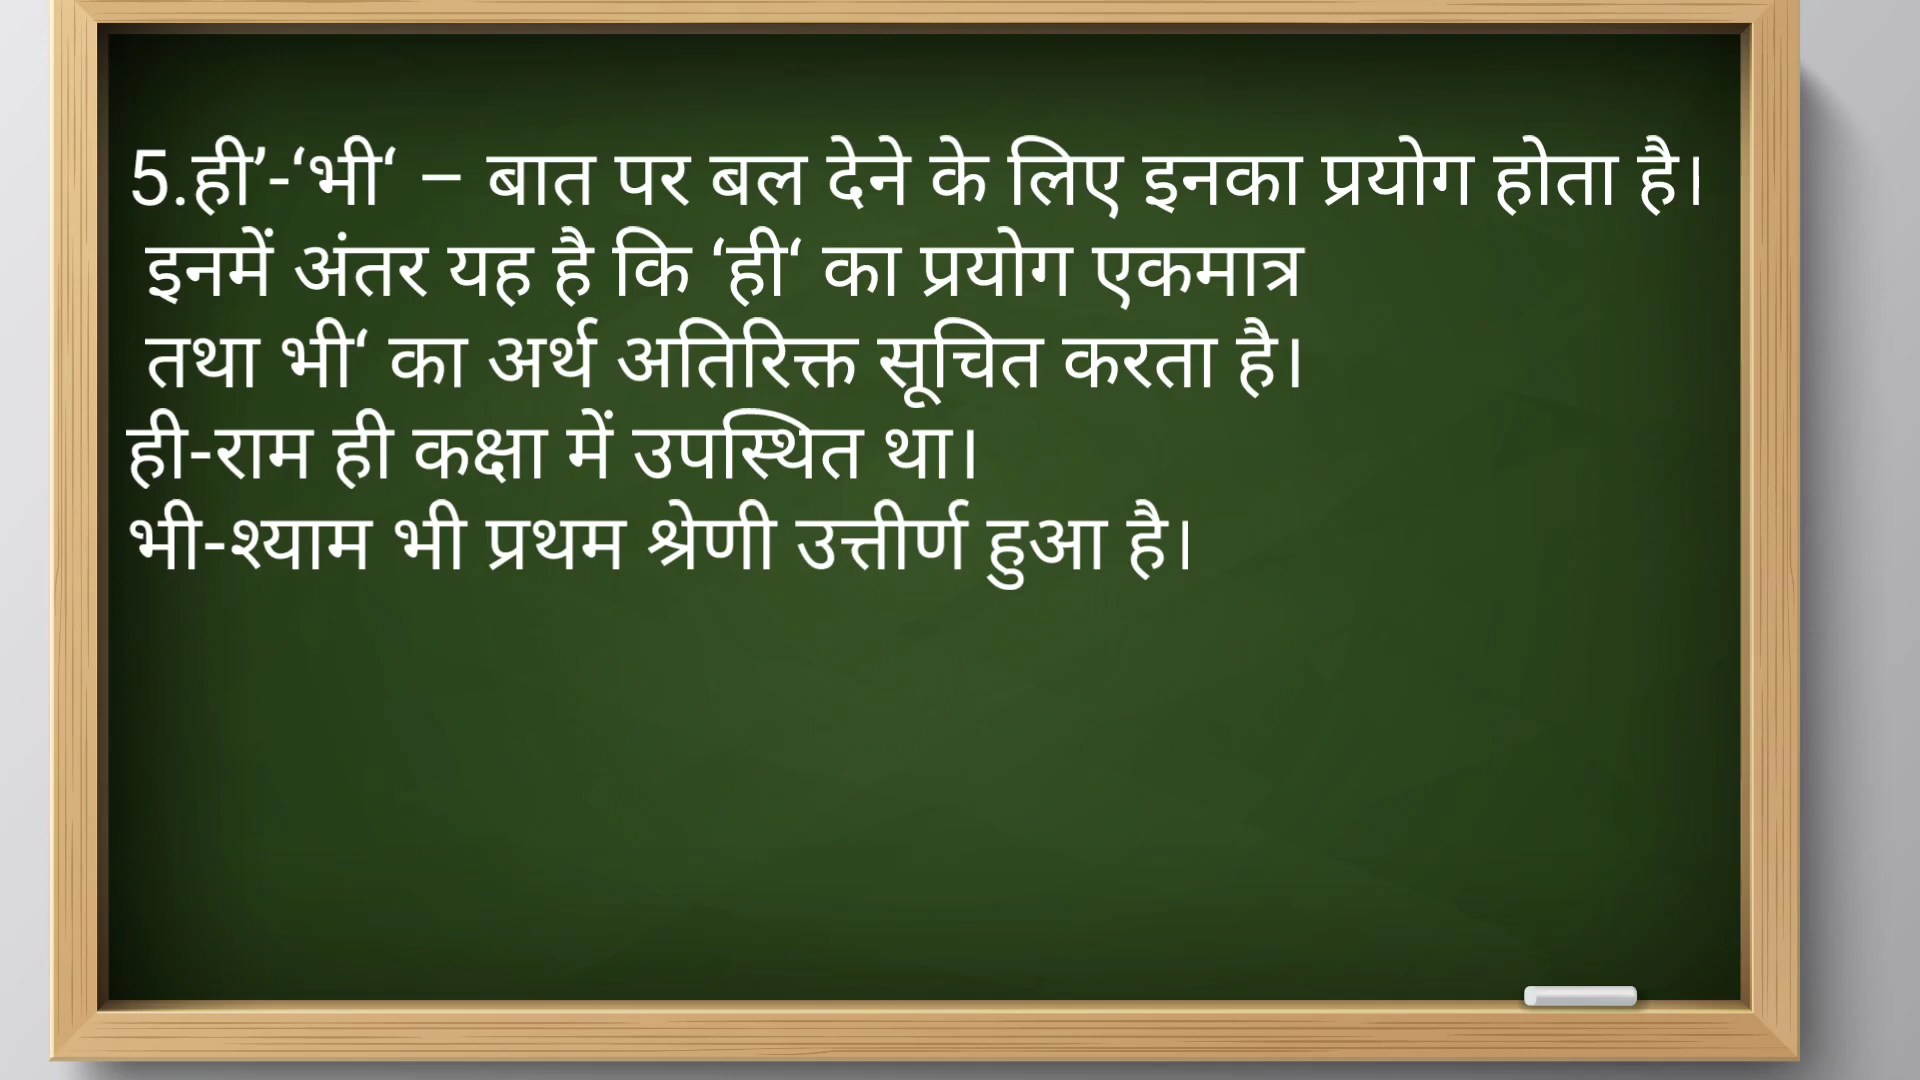 5.ही’-‘भी‘ – बात पर बल देने के लिए इनका प्रयोग होता है।
इनमें अंतर यह है कि ‘ही‘ का प्रयोग एकमात्र
तथा भी‘ का अर्थ अतिरिक्त सूचित करता है।
ही-राम ही कक्षा में उपस्थित था।
भी-श्याम भी प्रथम श्रेणी उत्तीर्ण हुआ है।